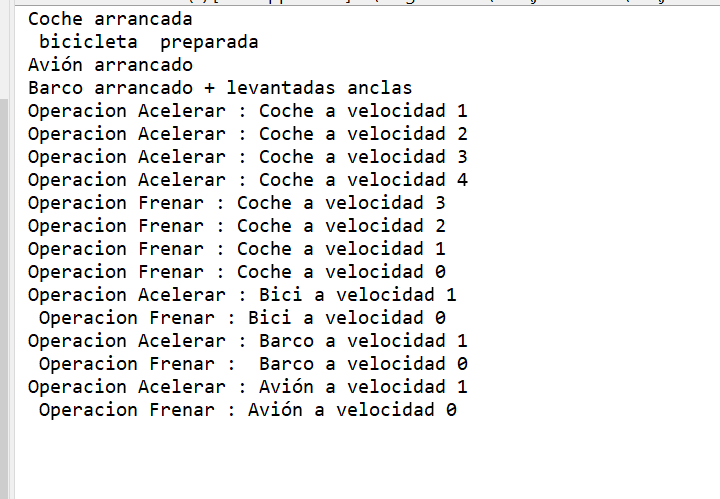 Coche arrancada
 bicicleta  preparada
Avión arrancado
Barco arrancado + levantadas anclas
Operacion Acelerar : Coche a velocidad 1
Operacion Acelerar : Coche a velocidad 2
Operacion Acelerar : Coche a velocidad 3
Operacion Acelerar : Coche a velocidad 4
Operacion Frenar : Coche a velocidad 3
Operacion Frenar : Coche a velocidad 2
Operacion Frenar : Coche a velocidad 1
Operacion Frenar : Coche a velocidad 0
Operacion Acelerar : Bici a velocidad 1
 Operacion Frenar : Bici a velocidad 0
Operacion Acelerar : Barco a velocidad 1
 Operacion Frenar :  Barco a velocidad 0
Operacion Acelerar : Avión a velocidad 1
 Operacion Frenar : Avión a velocidad 0